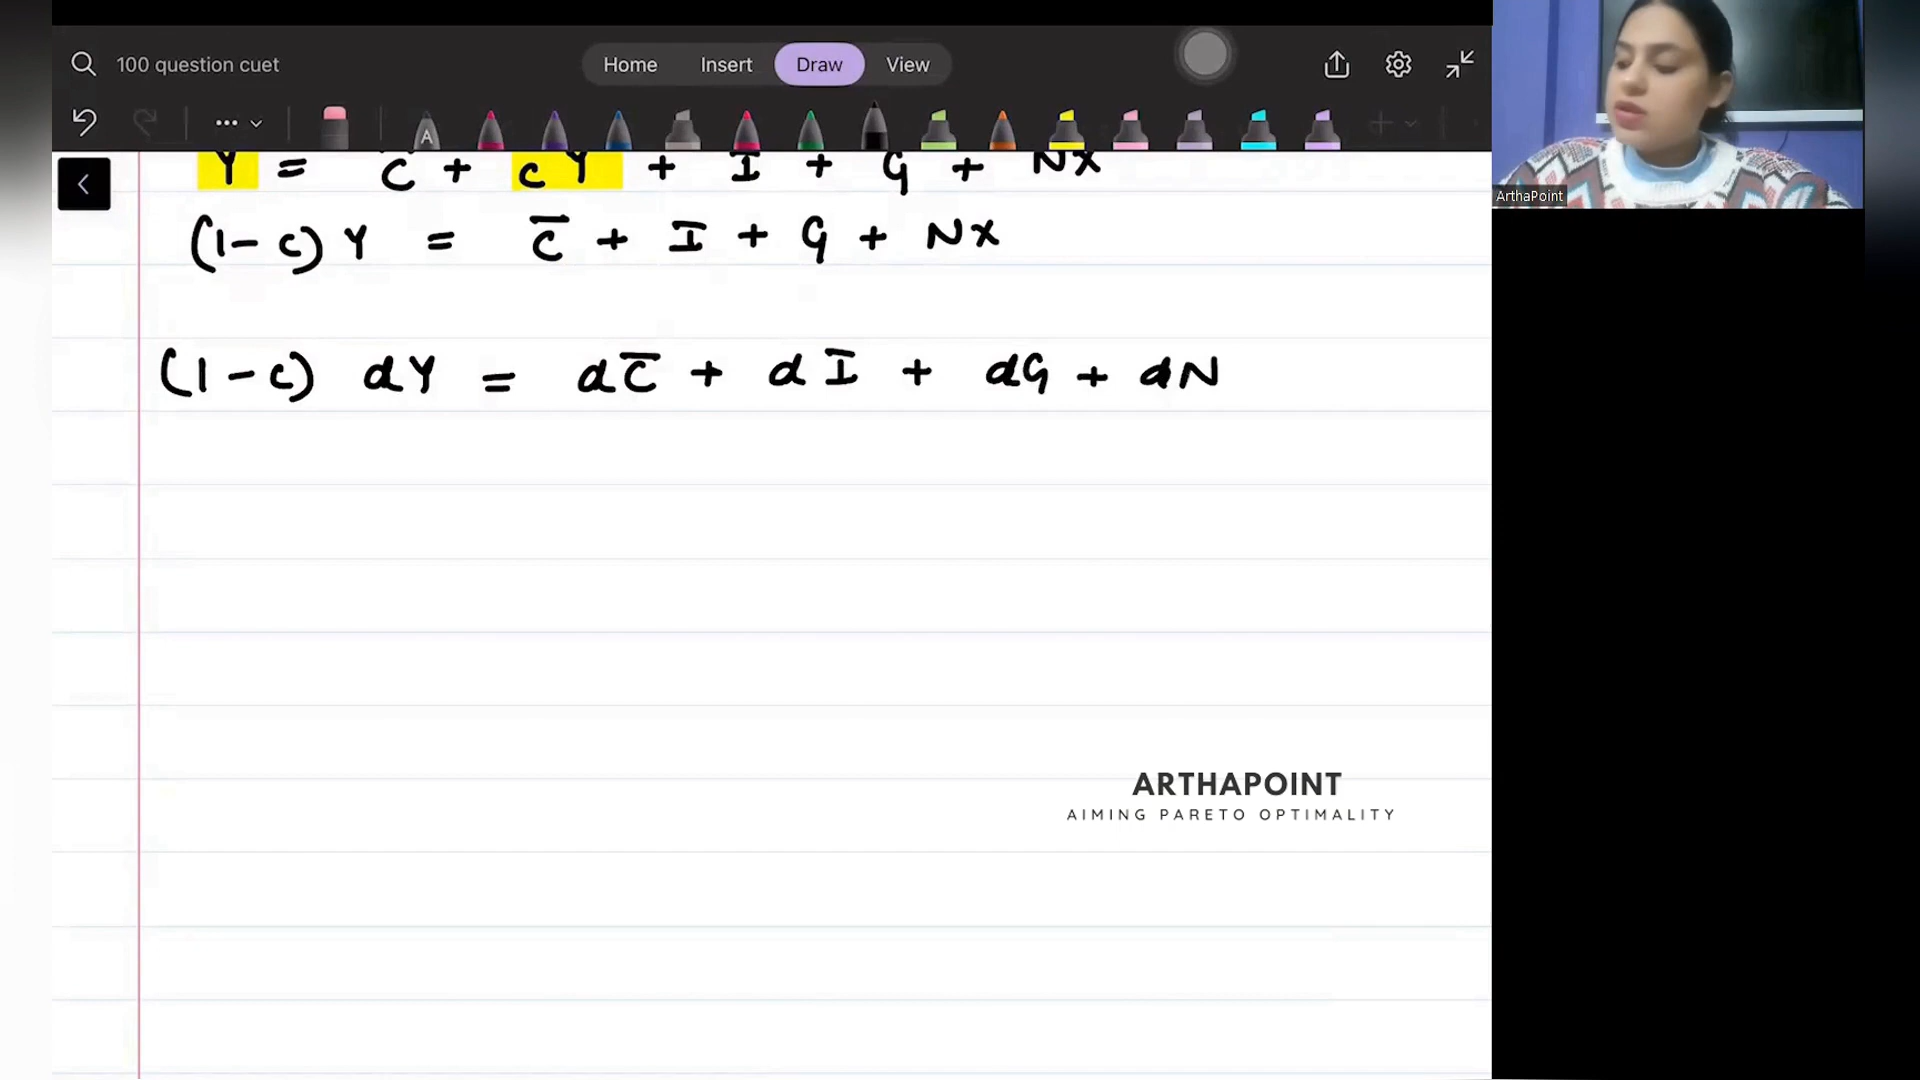 100 question cuet
Home Insert Draw View
A
Y = C + cY + I + G + NX
(1-c) Y = C̅ + I + G + NX
(1-c) dY = dC̅ + dI + dG + dN
ARTHAPOINT
AIMING PARETO OPTIMALITY
ArthaPoint